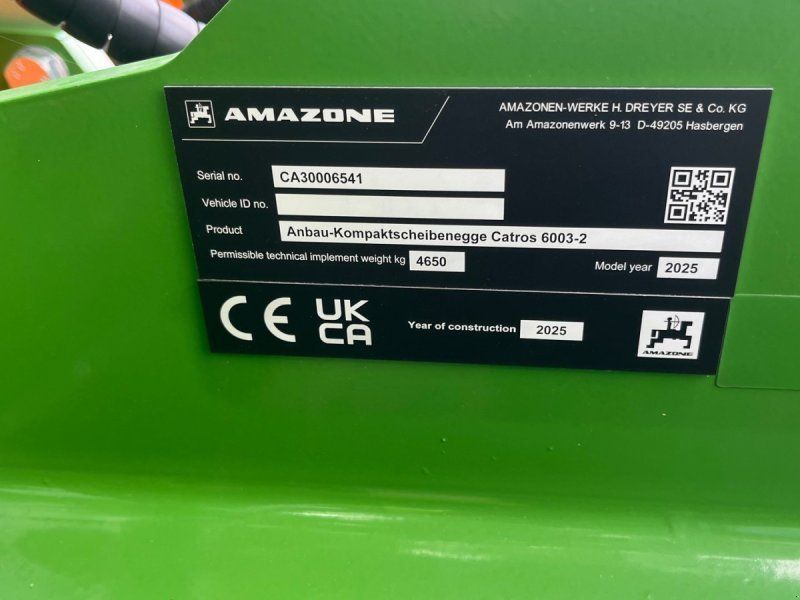 AMAZONE
AMAZONEN-WERKE H. DREYER SE & Co. KG
Am Amazonenwerk 9-13 D-49205 Hasbergen
Serial no. CA30006541
Vehicle ID no.
Product Anbau-Kompaktscheibenegge Catros 6003-2
Permissible technical implement weight kg 4650 Model year 2025
CE UK CA Year of construction 2025
AMAZONE